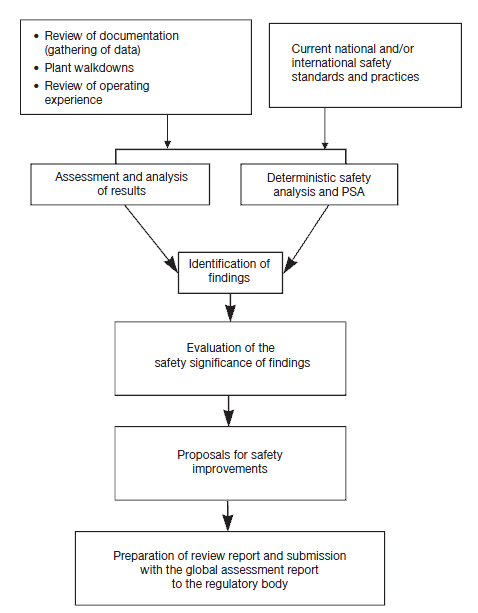 • Review of documentation
(gathering of data)
• Plant walkdowns
• Review of operating
experience
Current national and/or
international safety
standards and practices
Assessment and analysis
of results
Deterministic safety
analysis and PSA
Identification of
findings
Evaluation of the
safety significance of findings
Proposals for safety
improvements
Preparation of review report and submission
with the global assessment report
to the regulatory body